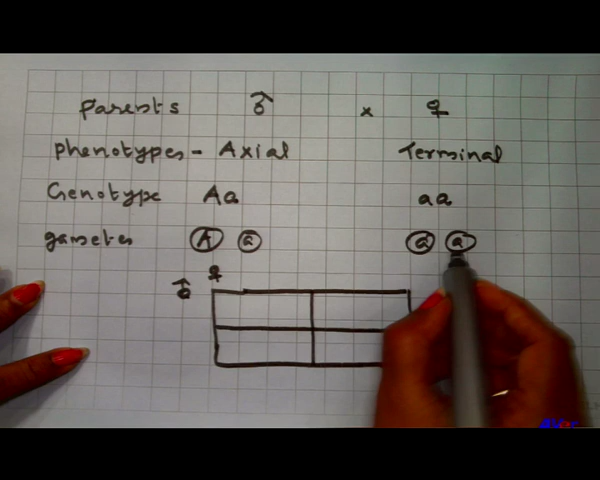 Parents ♂ x ♀
Phenotypes - Axial Terminal
Genotype Aa aa
gametes A a a a
♀
♂